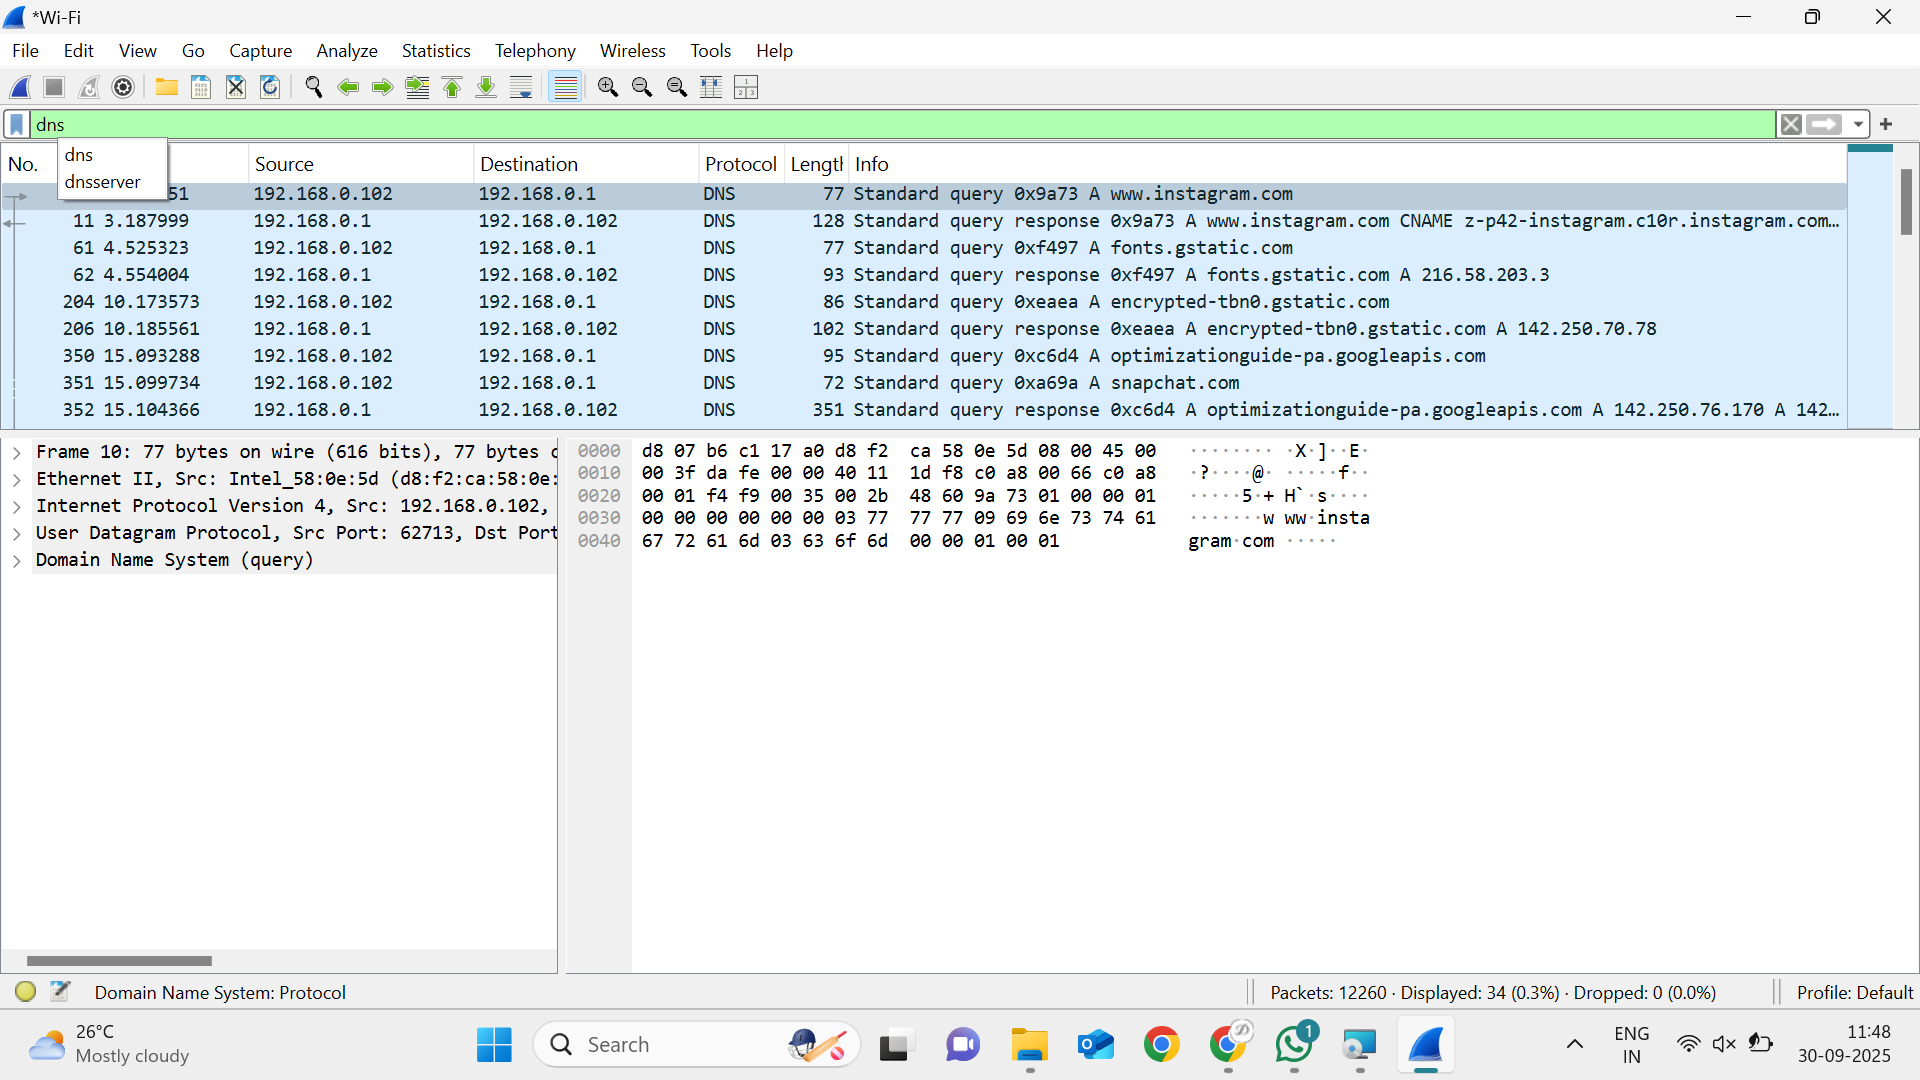 *Wi-Fi
File Edit View Go Capture Analyze Statistics Telephony Wireless Tools Help
dns
dns
dnsserver
No. Source Destination Protocol Length Info
51 192.168.0.102 192.168.0.1 DNS 77 Standard query 0x9a73 A www.instagram.com
11 3.187999 192.168.0.1 192.168.0.102 DNS 128 Standard query response 0x9a73 A www.instagram.com CNAME z-p42-instagram.c10r.instagram.com…
61 4.525323 192.168.0.102 192.168.0.1 DNS 77 Standard query 0xf497 A fonts.gstatic.com
62 4.554004 192.168.0.1 192.168.0.102 DNS 93 Standard query response 0xf497 A fonts.gstatic.com A 216.58.203.3
204 10.173573 192.168.0.102 192.168.0.1 DNS 86 Standard query 0xeaea A encrypted-tbn0.gstatic.com
206 10.185561 192.168.0.1 192.168.0.102 DNS 102 Standard query response 0xeaea A encrypted-tbn0.gstatic.com A 142.250.70.78
350 15.093288 192.168.0.102 192.168.0.1 DNS 95 Standard query 0xc6d4 A optimizationguide-pa.googleapis.com
351 15.099734 192.168.0.102 192.168.0.1 DNS 72 Standard query 0xa69a A snapchat.com
352 15.104366 192.168.0.1 192.168.0.102 DNS 351 Standard query response 0xc6d4 A optimizationguide-pa.googleapis.com A 142.250.76.170 A 142…
Frame 10: 77 bytes on wire (616 bits), 77 bytes c
Ethernet II, Src: Intel_58:0e:5d (d8:f2:ca:58:0e:
Internet Protocol Version 4, Src: 192.168.0.102,
User Datagram Protocol, Src Port: 62713, Dst Port
Domain Name System (query)
0000 d8 07 b6 c1 17 a0 d8 f2 ca 58 0e 5d 08 00 45 00 ········ ·X·]··E·
0010 00 3f da fe 00 00 40 11 1d f8 c0 a8 00 66 c0 a8 ·?····@· ·····f··
0020 00 01 f4 f9 00 35 00 2b 48 60 9a 73 01 00 00 01 ·····5·+ H`·s····
0030 00 00 00 00 00 00 03 77 77 77 09 69 6e 73 74 61 ·······w ww·insta
0040 67 72 61 6d 03 63 6f 6d 00 00 01 00 01 gram·com ·····
Domain Name System: Protocol
Packets: 12260 · Displayed: 34 (0.3%) · Dropped: 0 (0.0%)
Profile: Default
26°C
Mostly cloudy
Search
1
ENG
IN
11:48
30-09-2025